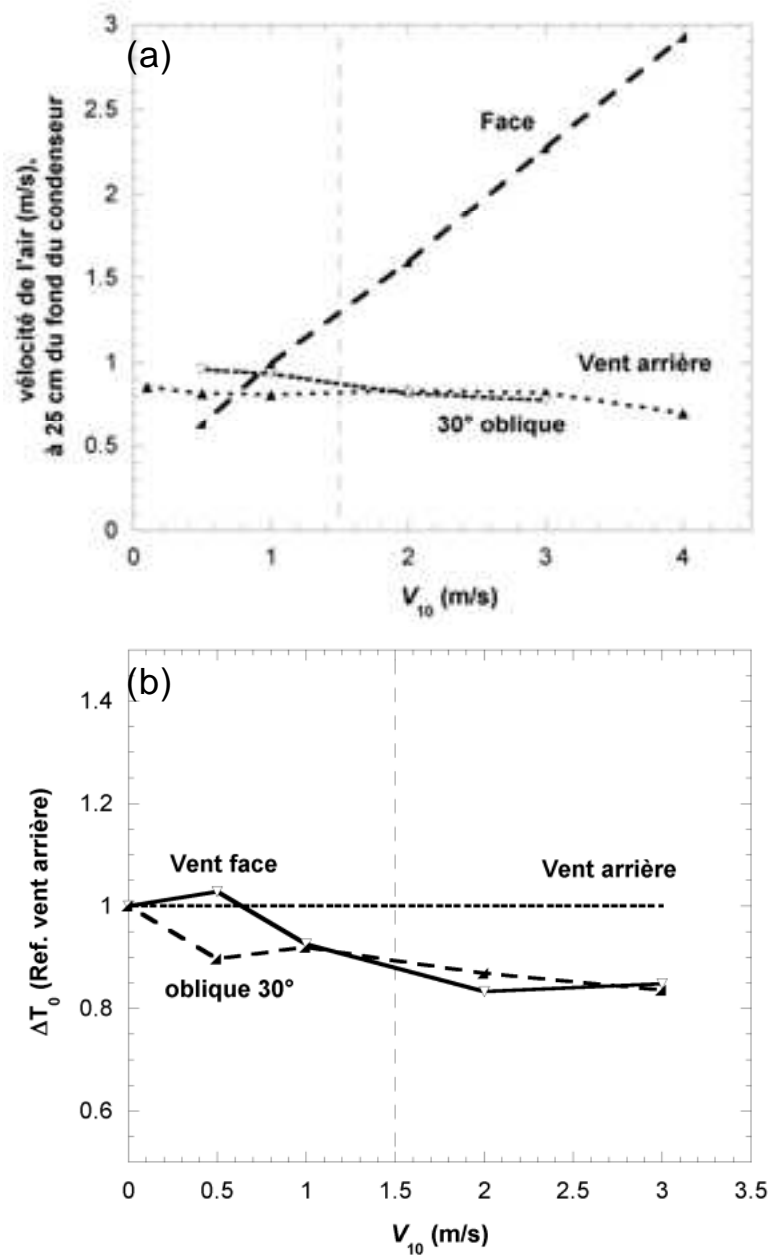 (a)
3
2.5
2
1.5
1
0.5
0
vélocité de l'air (m/s),
à 25 cm du fond du condenseur
Face
Vent arrière
30° oblique
0 1 2 3 4
V10 (m/s)
(b)
1.4
1.2
1
0.8
0.6
ΔT0 (Ref. vent arrière)
Vent face
Vent arrière
oblique 30°
0 0.5 1 1.5 2 2.5 3 3.5
V10 (m/s)